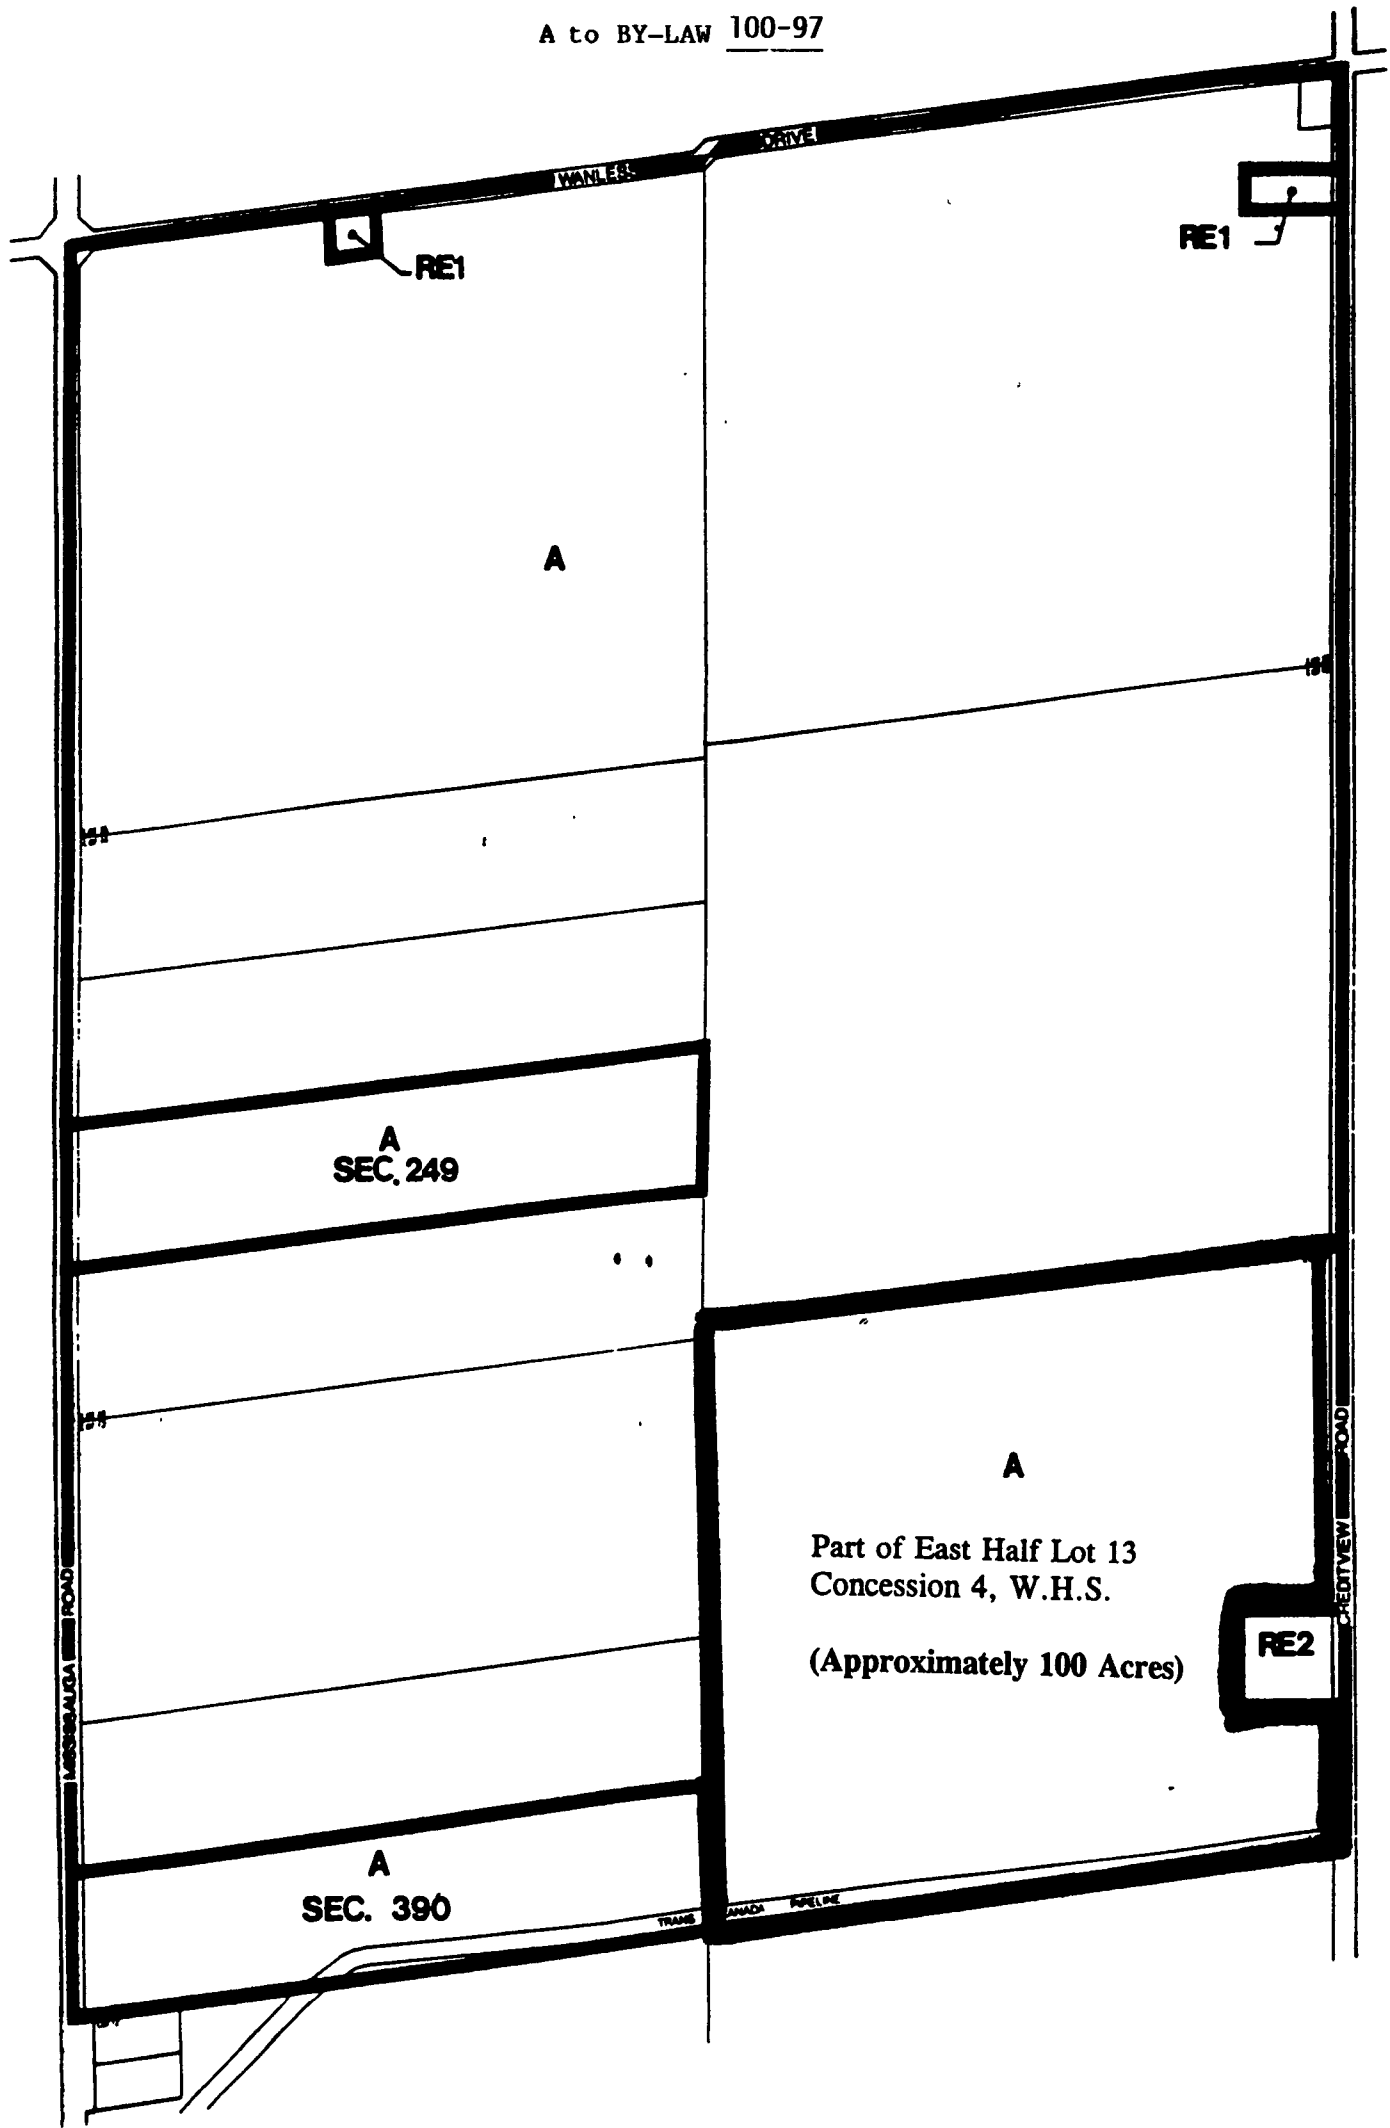 A to BY-LAW 100-97
WANLESS DRIVE
RE1
RE1
A
A
SEC. 249
A
Part of East Half Lot 13
Concession 4, W.H.S.
(Approximately 100 Acres)
RE2
MISSISSAUGA ROAD
CREDITVIEW ROAD
A
SEC. 390
TRANS CANADA PIPELINE